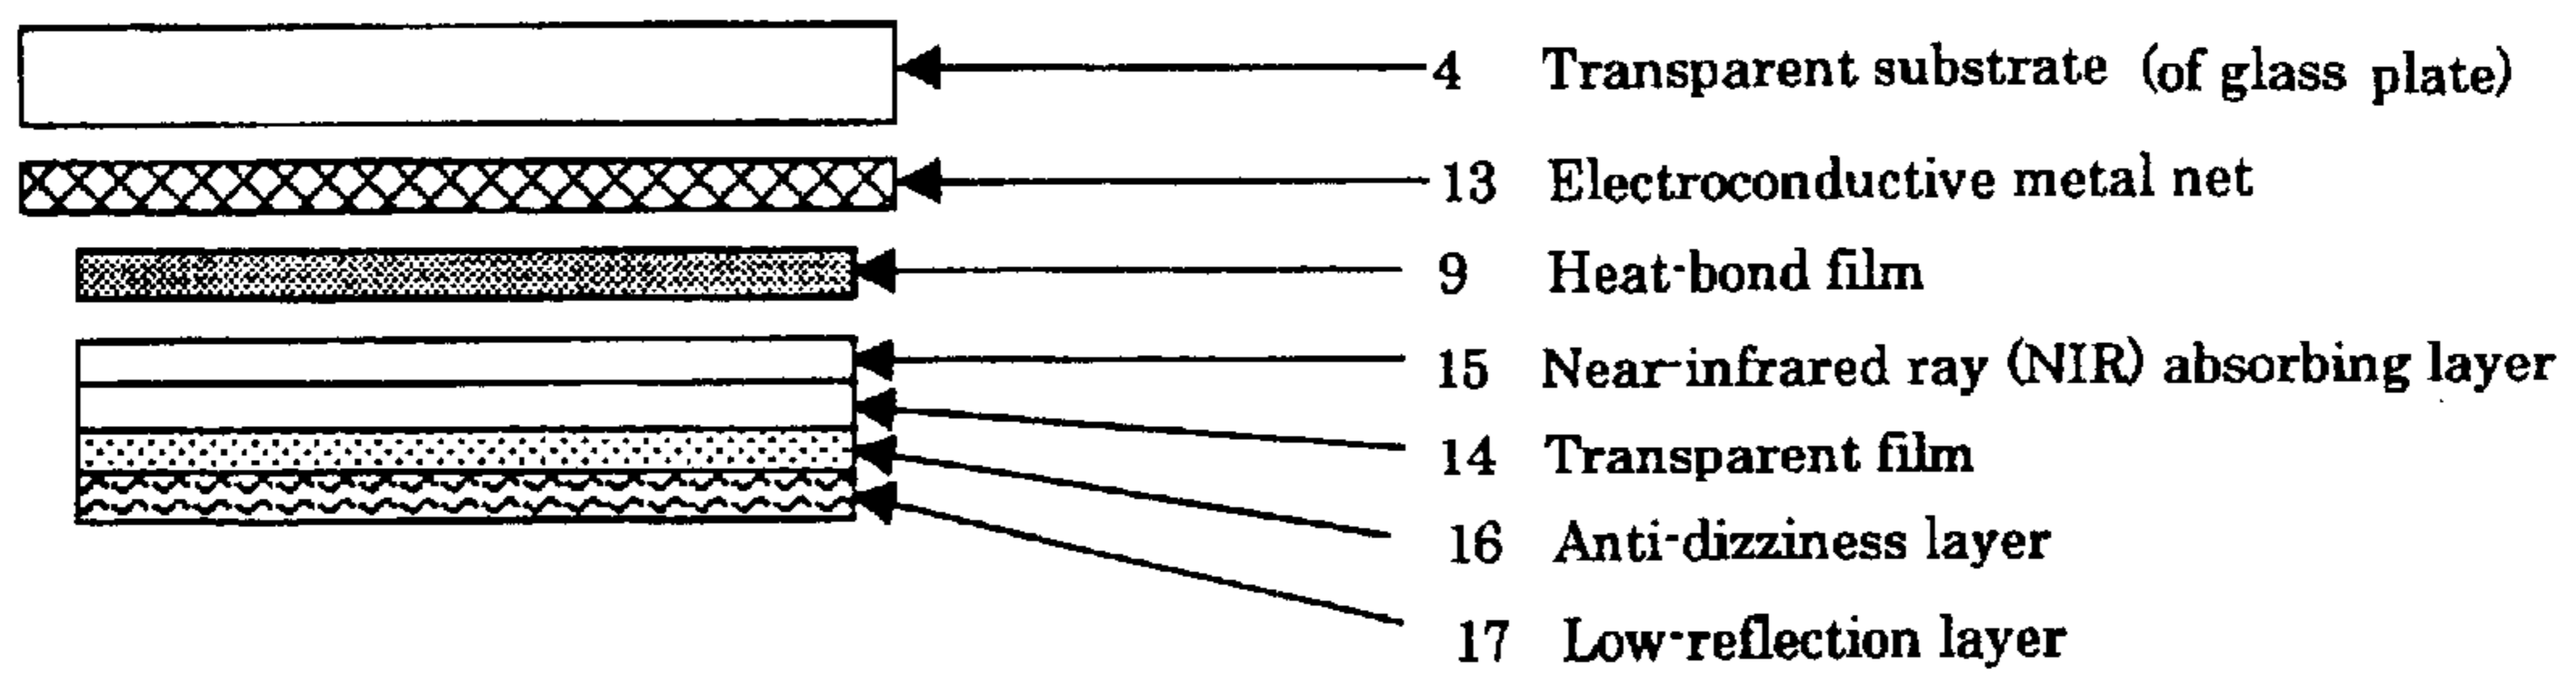 4 Transparent substrate (of glass plate)
13 Electroconductive metal net
9 Heat-bond film
15 Near-infrared ray (NIR) absorbing layer
14 Transparent film
16 Anti-dizziness layer
17 Low-reflection layer